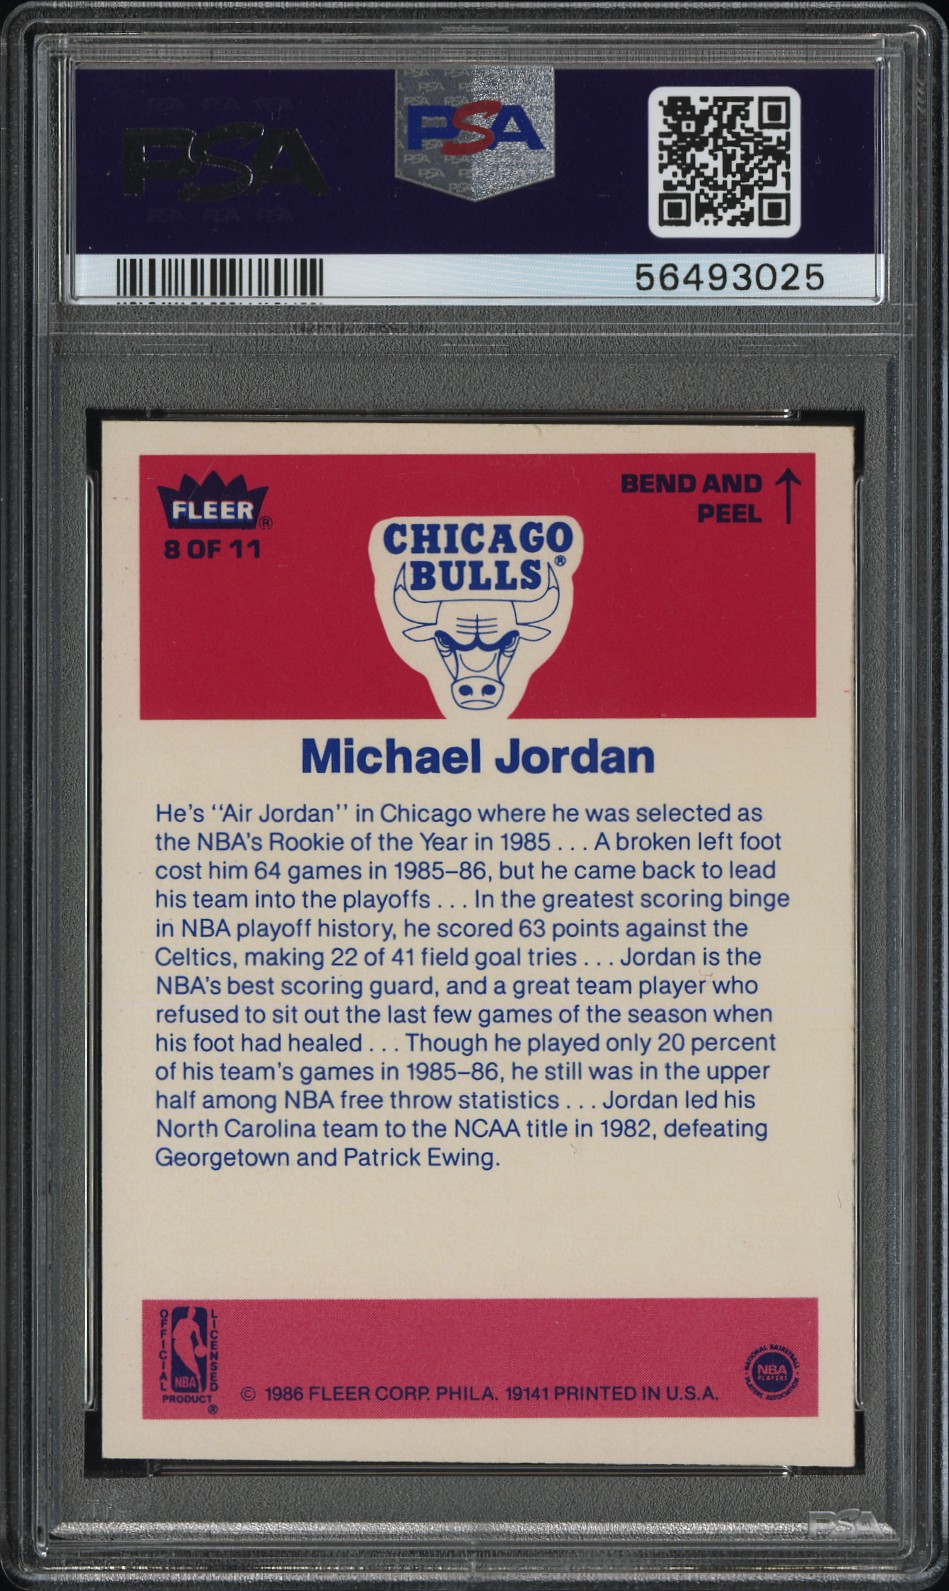 PSA
PSA
56493025
FLEER®
8 OF 11
BEND AND
PEEL
CHICAGO
BULLS®
Michael Jordan
He's ''Air Jordan'' in Chicago where he was selected as
the NBA's Rookie of the Year in 1985 . . . A broken left foot
cost him 64 games in 1985–86, but he came back to lead
his team into the playoffs . . . In the greatest scoring binge
in NBA playoff history, he scored 63 points against the
Celtics, making 22 of 41 field goal tries . . . Jordan is the
NBA's best scoring guard, and a great team player who
refused to sit out the last few games of the season when
his foot had healed . . . Though he played only 20 percent
of his team's games in 1985–86, he still was in the upper
half among NBA free throw statistics . . . Jordan led his
North Carolina team to the NCAA title in 1982, defeating
Georgetown and Patrick Ewing.
OFFICIAL
LICENSED
NBA
PRODUCT®
© 1986 FLEER CORP. PHILA. 19141 PRINTED IN U.S.A.
NATIONAL BASKETBALL
NBA
PLAYERS
PLAYERS ASSOCIATION
PSA